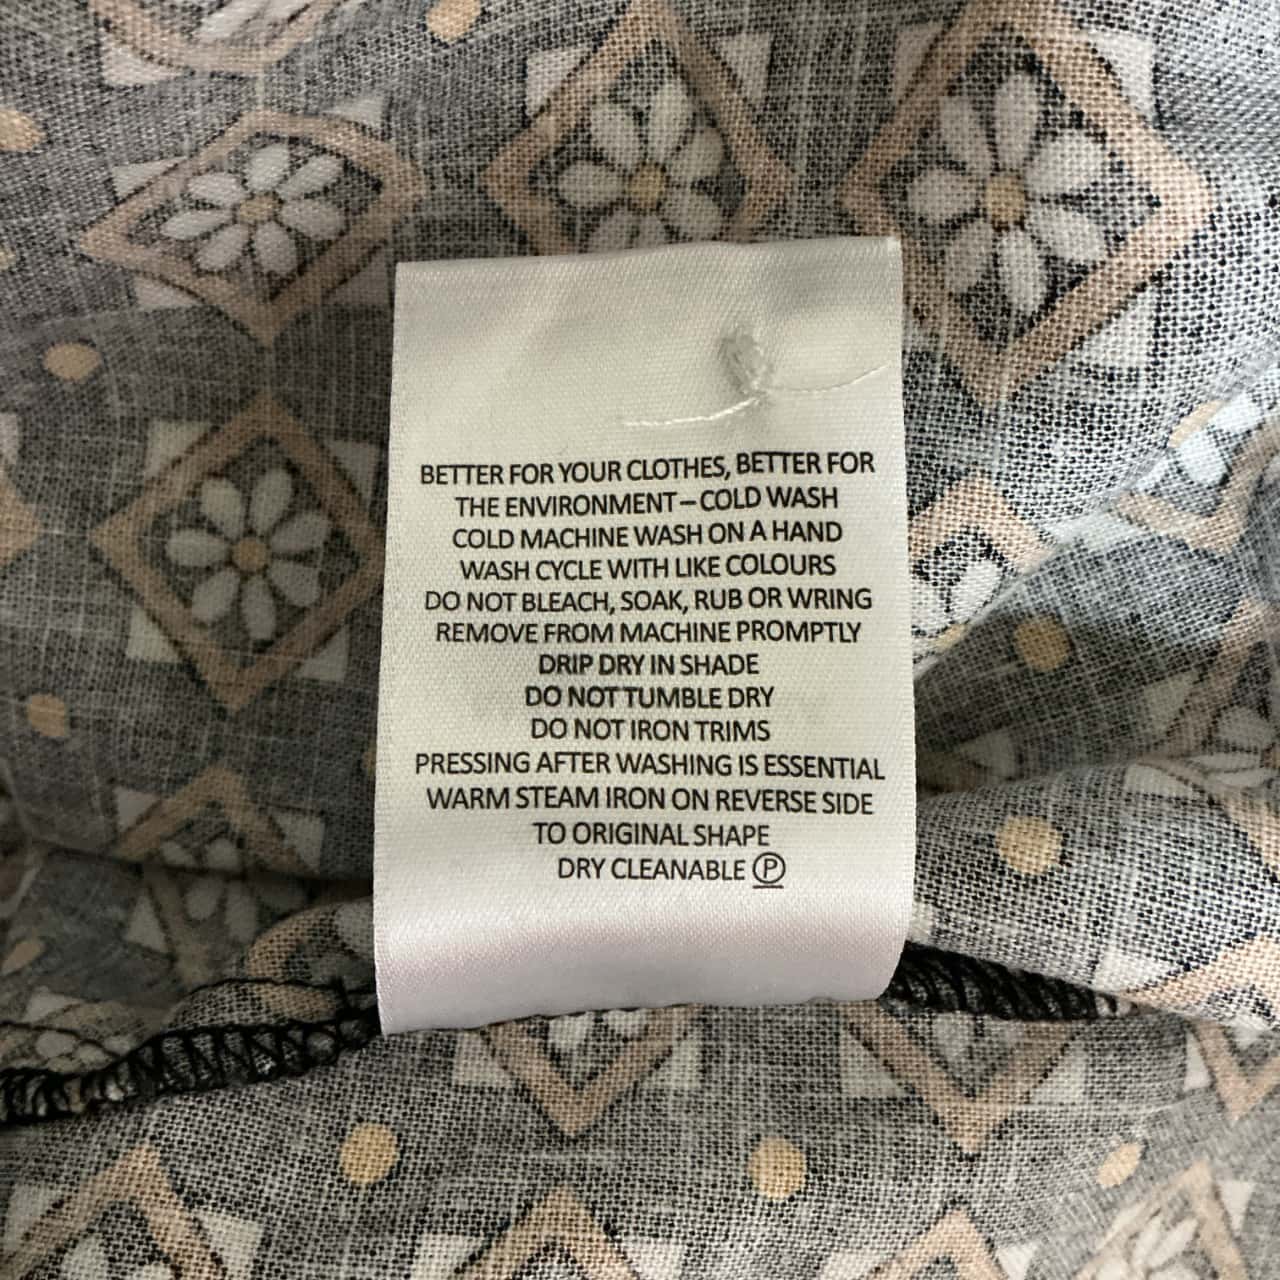 BETTER FOR YOUR CLOTHES, BETTER FOR
THE ENVIRONMENT – COLD WASH
COLD MACHINE WASH ON A HAND
WASH CYCLE WITH LIKE COLOURS
DO NOT BLEACH, SOAK, RUB OR WRING
REMOVE FROM MACHINE PROMPTLY
DRIP DRY IN SHADE
DO NOT TUMBLE DRY
DO NOT IRON TRIMS
PRESSING AFTER WASHING IS ESSENTIAL
WARM STEAM IRON ON REVERSE SIDE
TO ORIGINAL SHAPE
DRY CLEANABLE Ⓟ